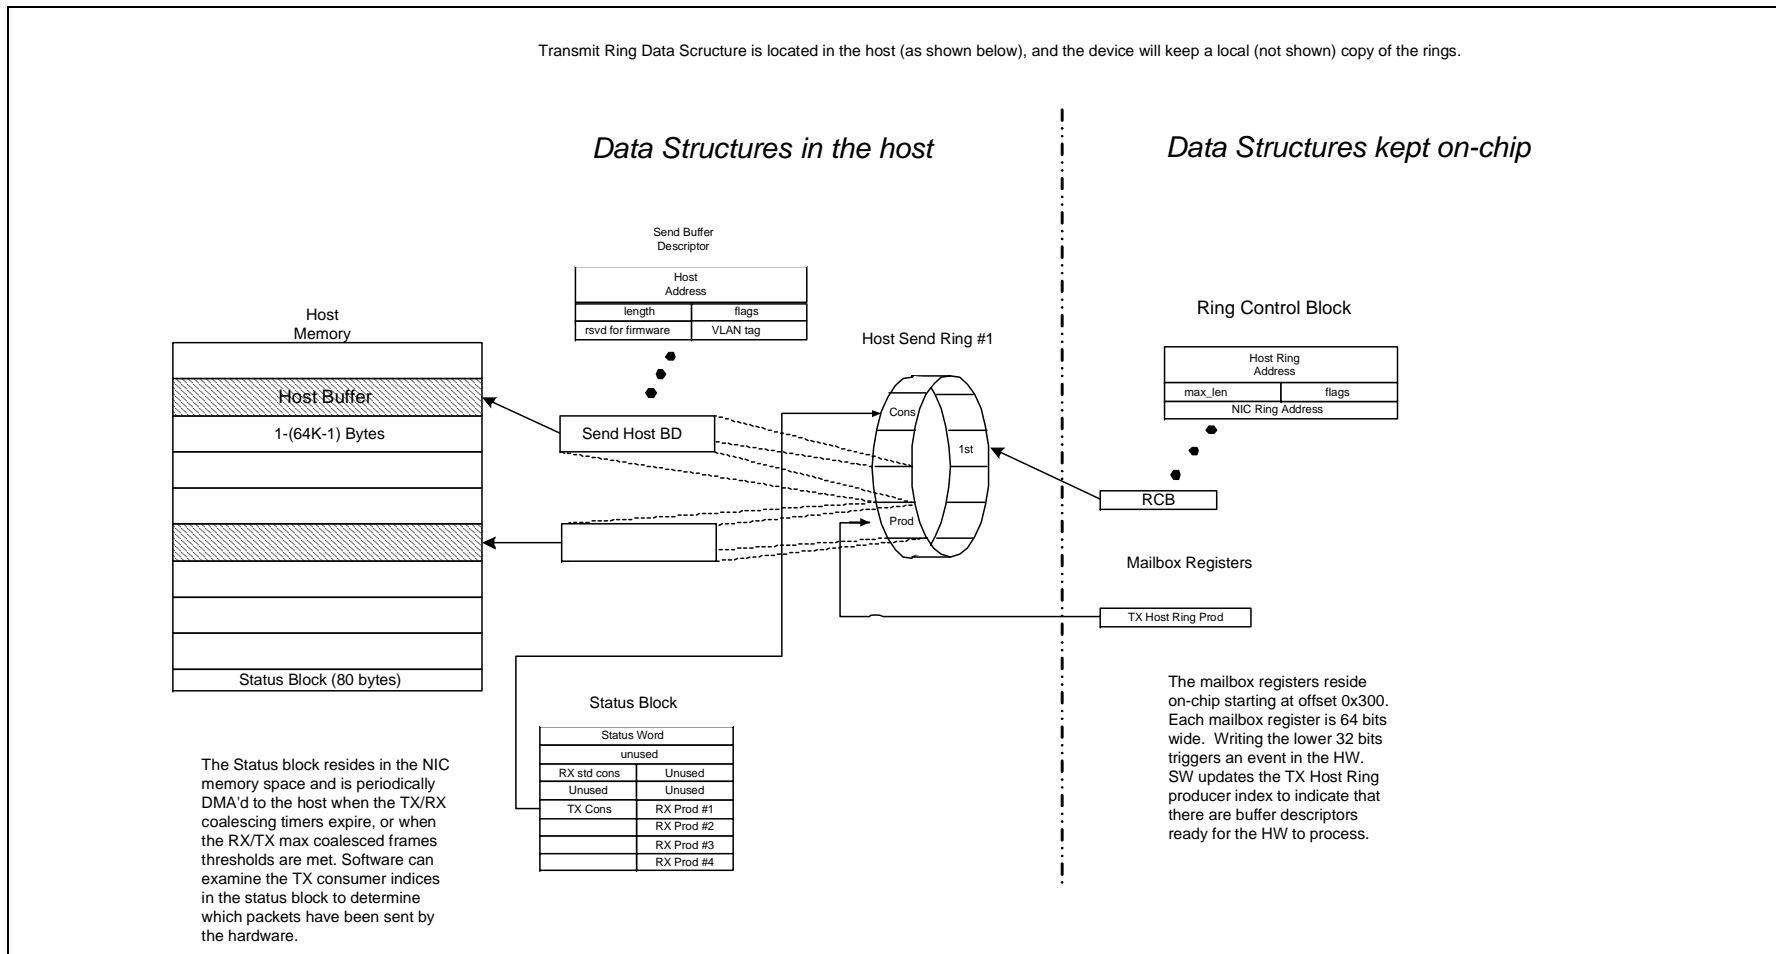 Transmit Ring Data Scructure is located in the host (as shown below), and the device will keep a local (not shown) copy of the rings.
Data Structures in the host
Data Structures kept on-chip
Send Buffer
Descriptor
Host
Address
length
flags
rsvd for firmware
VLAN tag
Host
Memory
Host Buffer
1-(64K-1) Bytes
Status Block (80 bytes)
Send Host BD
Host Send Ring #1
Cons
1st
Prod
Ring Control Block
Host Ring
Address
max_len
flags
NIC Ring Address
RCB
Mailbox Registers
TX Host Ring Prod
The mailbox registers reside
on-chip starting at offset 0x300.
Each mailbox register is 64 bits
wide.  Writing the lower 32 bits
triggers an event in the HW.
SW updates the TX Host Ring
producer index to indicate that
there are buffer descriptors
ready for the HW to process.
Status Block
Status Word
unused
RX std cons
Unused
Unused
Unused
TX Cons
RX Prod #1
RX Prod #2
RX Prod #3
RX Prod #4
The Status block resides in the NIC
memory space and is periodically
DMA'd to the host when the TX/RX
coalescing timers expire, or when
the RX/TX max coalesced frames
thresholds are met. Software can
examine the TX consumer indices
in the status block to determine
which packets have been sent by
the hardware.